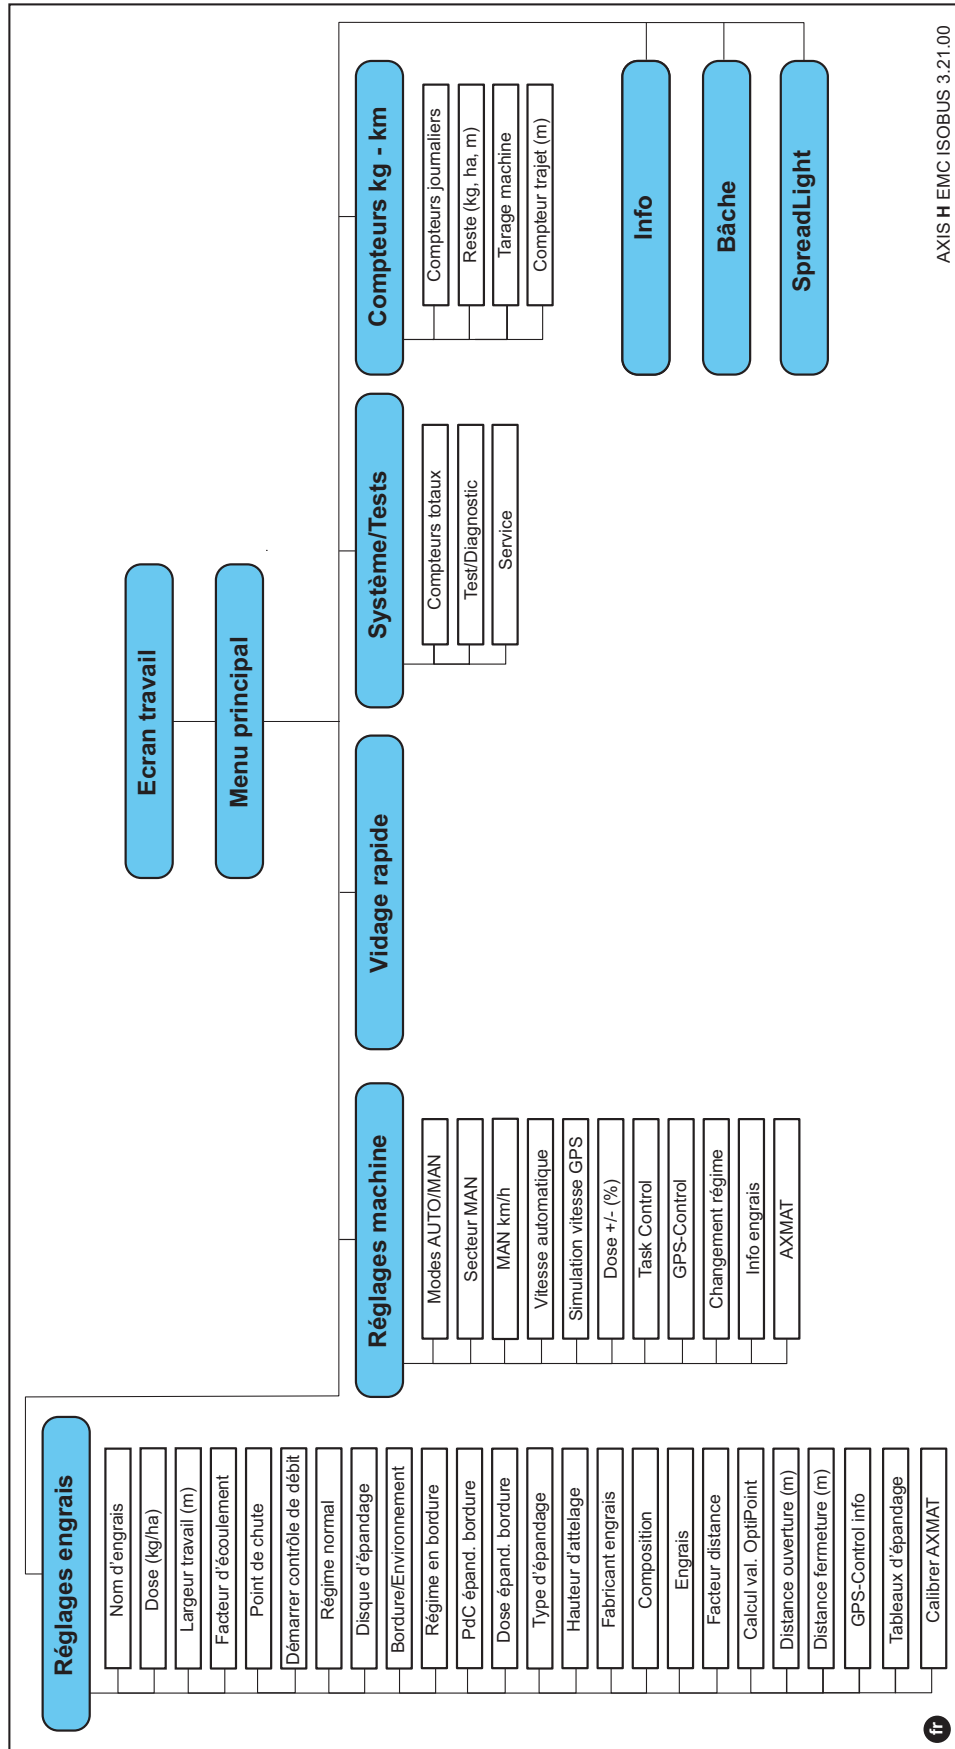 Ecran travail
Menu principal
Réglages engrais
Nom d'engrais
Dose (kg/ha)
Largeur travail (m)
Facteur d'écoulement
Point de chute
Démarrer contrôle de débit
Régime normal
Disque d'épandage
Bordure/Environnement
Régime en bordure
PdC épand. bordure
Dose épand. bordure
Type d'épandage
Hauteur d'attelage
Fabricant engrais
Composition
Engrais
Facteur distance
Calcul val. OptiPoint
Distance ouverture (m)
Distance fermeture (m)
GPS-Control info
Tableaux d'épandage
Calibrer AXMAT
Réglages machine
Modes AUTO/MAN
Secteur MAN
MAN km/h
Vitesse automatique
Simulation vitesse GPS
Dose +/- (%)
Task Control
GPS-Control
Changement régime
Info engrais
AXMAT
Vidage rapide
Système/Tests
Compteurs totaux
Test/Diagnostic
Service
Compteurs kg - km
Compteurs journaliers
Reste (kg, ha, m)
Tarage machine
Compteur trajet (m)
Info
Bâche
SpreadLight
fr
AXIS H EMC ISOBUS 3.21.00